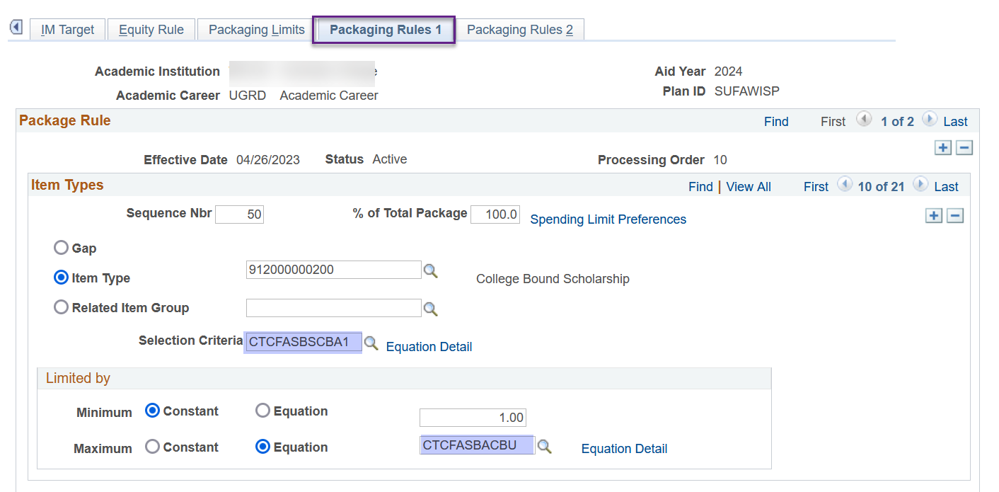 IM Target Equity Rule Packaging Limits Packaging Rules 1 Packaging Rules 2
Academic Institution Aid Year 2024
Academic Career UGRD Academic Career Plan ID SUFAWISP
Package Rule Find First 1 of 2 Last
Effective Date 04/26/2023 Status Active Processing Order 10
Item Types Find | View All First 10 of 21 Last
Sequence Nbr 50 % of Total Package 100.0 Spending Limit Preferences
Gap
Item Type 912000000200 College Bound Scholarship
Related Item Group
Selection Criteria CTCFASBSCBA1 Equation Detail
Limited by
Minimum Constant Equation 1.00
Maximum Constant Equation CTCFASBACBU Equation Detail